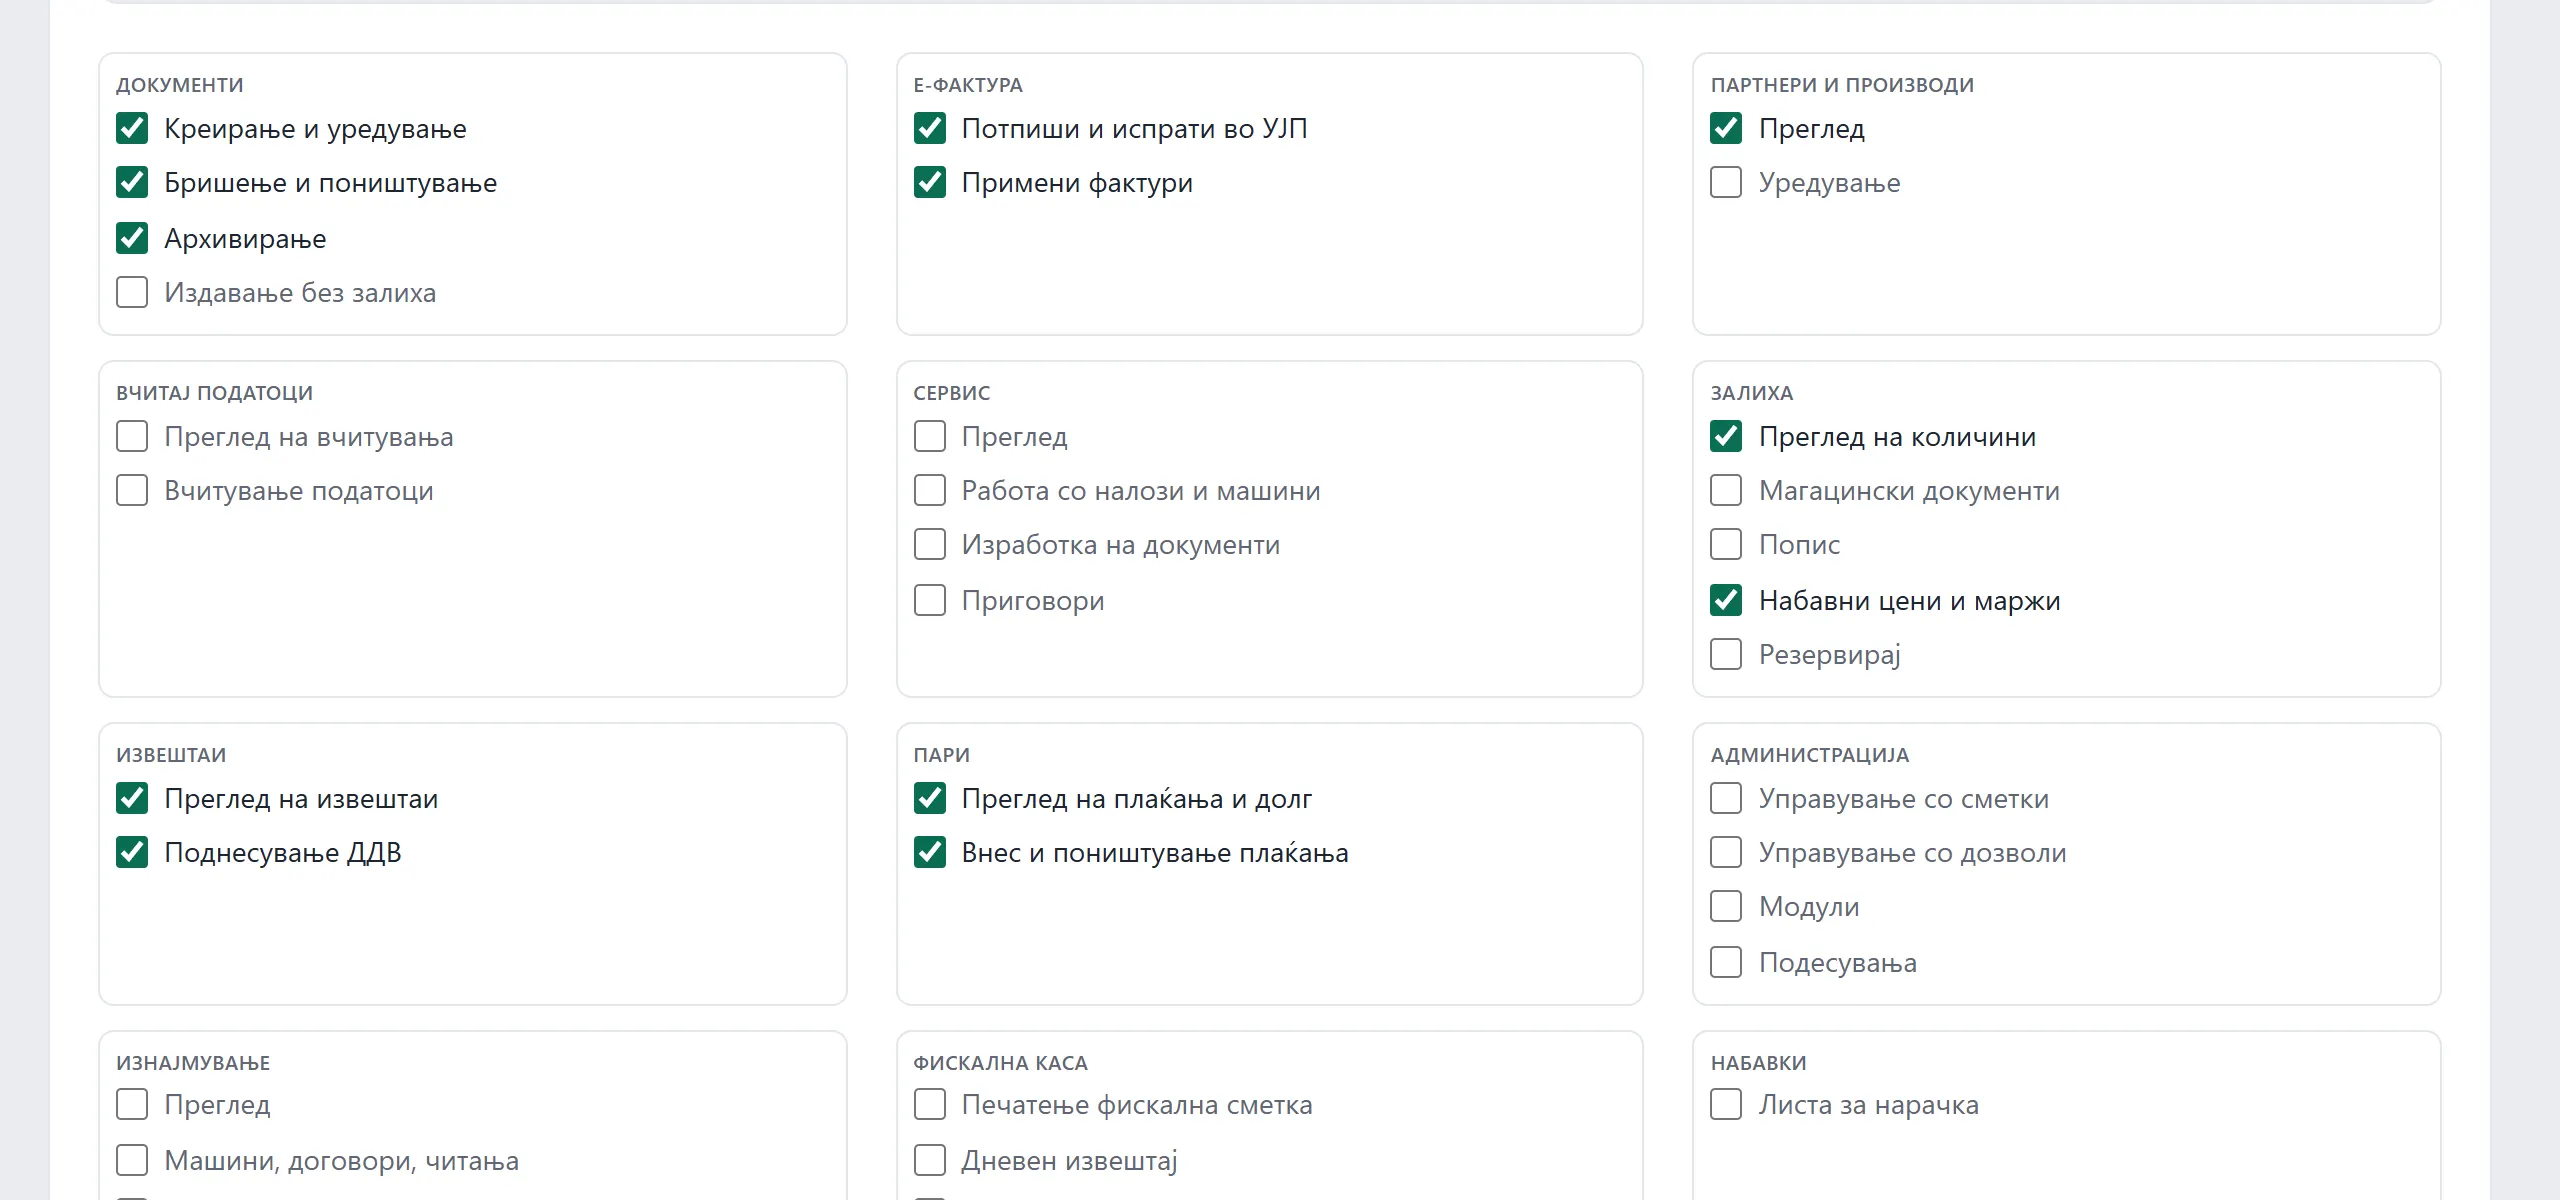 ДОКУМЕНТИ
Креирање и уредување
Бришење и поништување
Архивирање
Издавање без залиха
Е-ФАКТУРА
Потпиши и испрати во УЈП
Примени фактури
ПАРТНЕРИ И ПРОИЗВОДИ
Преглед
Уредување
ВЧИТАЈ ПОДАТОЦИ
Преглед на вчитувања
Вчитување податоци
СЕРВИС
Преглед
Работа со налози и машини
Изработка на документи
Приговори
ЗАЛИХА
Преглед на количини
Магацински документи
Попис
Набавни цени и маржи
Резервирај
ИЗВЕШТАИ
Преглед на извештаи
Поднесување ДДВ
ПАРИ
Преглед на плаќања и долг
Внес и поништување плаќања
АДМИНИСТРАЦИЈА
Управување со сметки
Управување со дозволи
Модули
Подесувања
ИЗНАЈМУВАЊЕ
Преглед
Машини, договори, читања
ФИСКАЛНА КАСА
Печатење фискална сметка
Дневен извештај
НАБАВКИ
Листа за нарачка